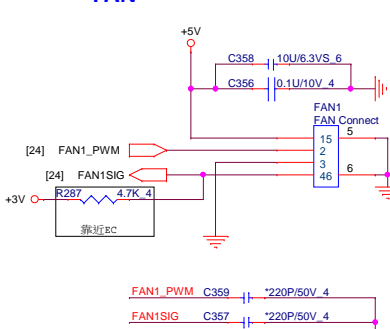 +5V
C358 10U/6.3VS_6
C356 0.1U/10V_4
FAN1
FAN Connect
[24] FAN1_PWM
[24] FAN1SIG
15 5
2
3
46 6
+3V R287 4.7K_4
靠近EC
FAN1_PWM C359 *220P/50V_4
FAN1SIG C357 *220P/50V_4